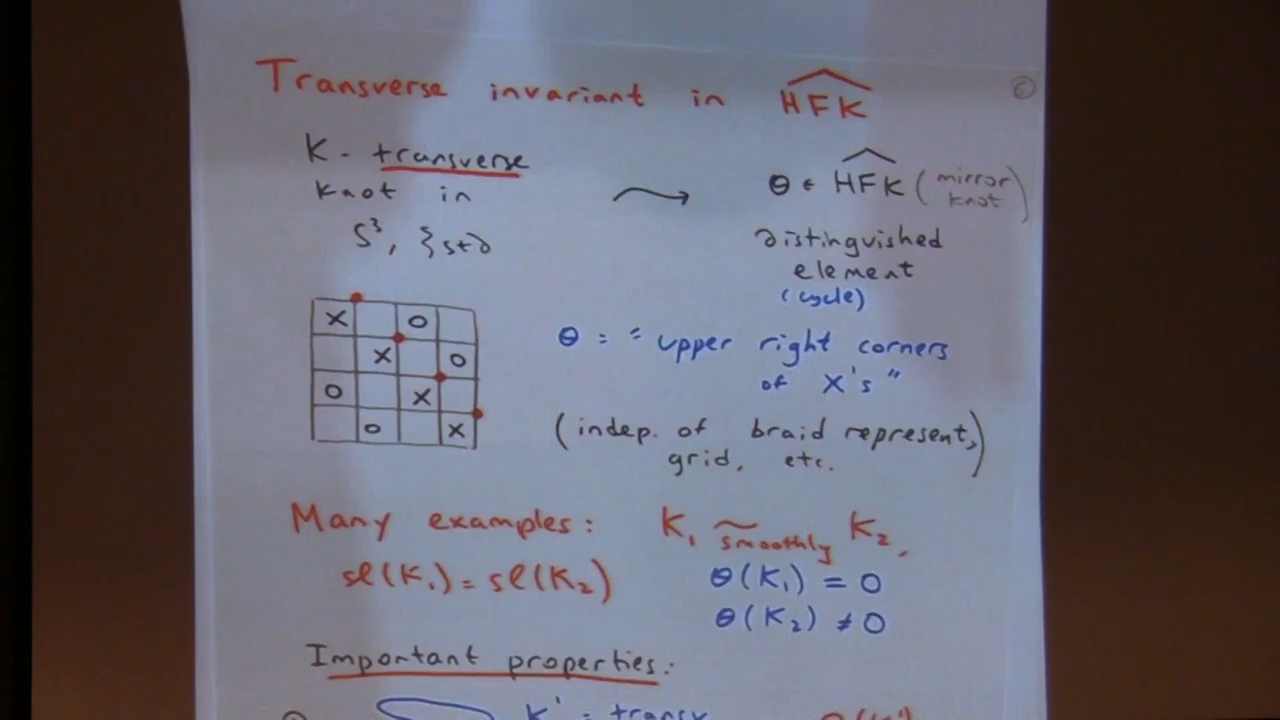 Transverse invariant in HFK
K - transverse
knot in
S³, ξstd
θ ∈ HFK (mirror knot)
distinguished
element
(cycle)
X O
X O
O X
O X
θ = "upper right corners
of X's"
(indep. of braid represent,
grid, etc.)
Many examples: K₁ ~ smoothly K₂,
sl(K₁) = sl(K₂)
θ(K₁) = 0
θ(K₂) ≠ 0
Important properties:
K' - transv